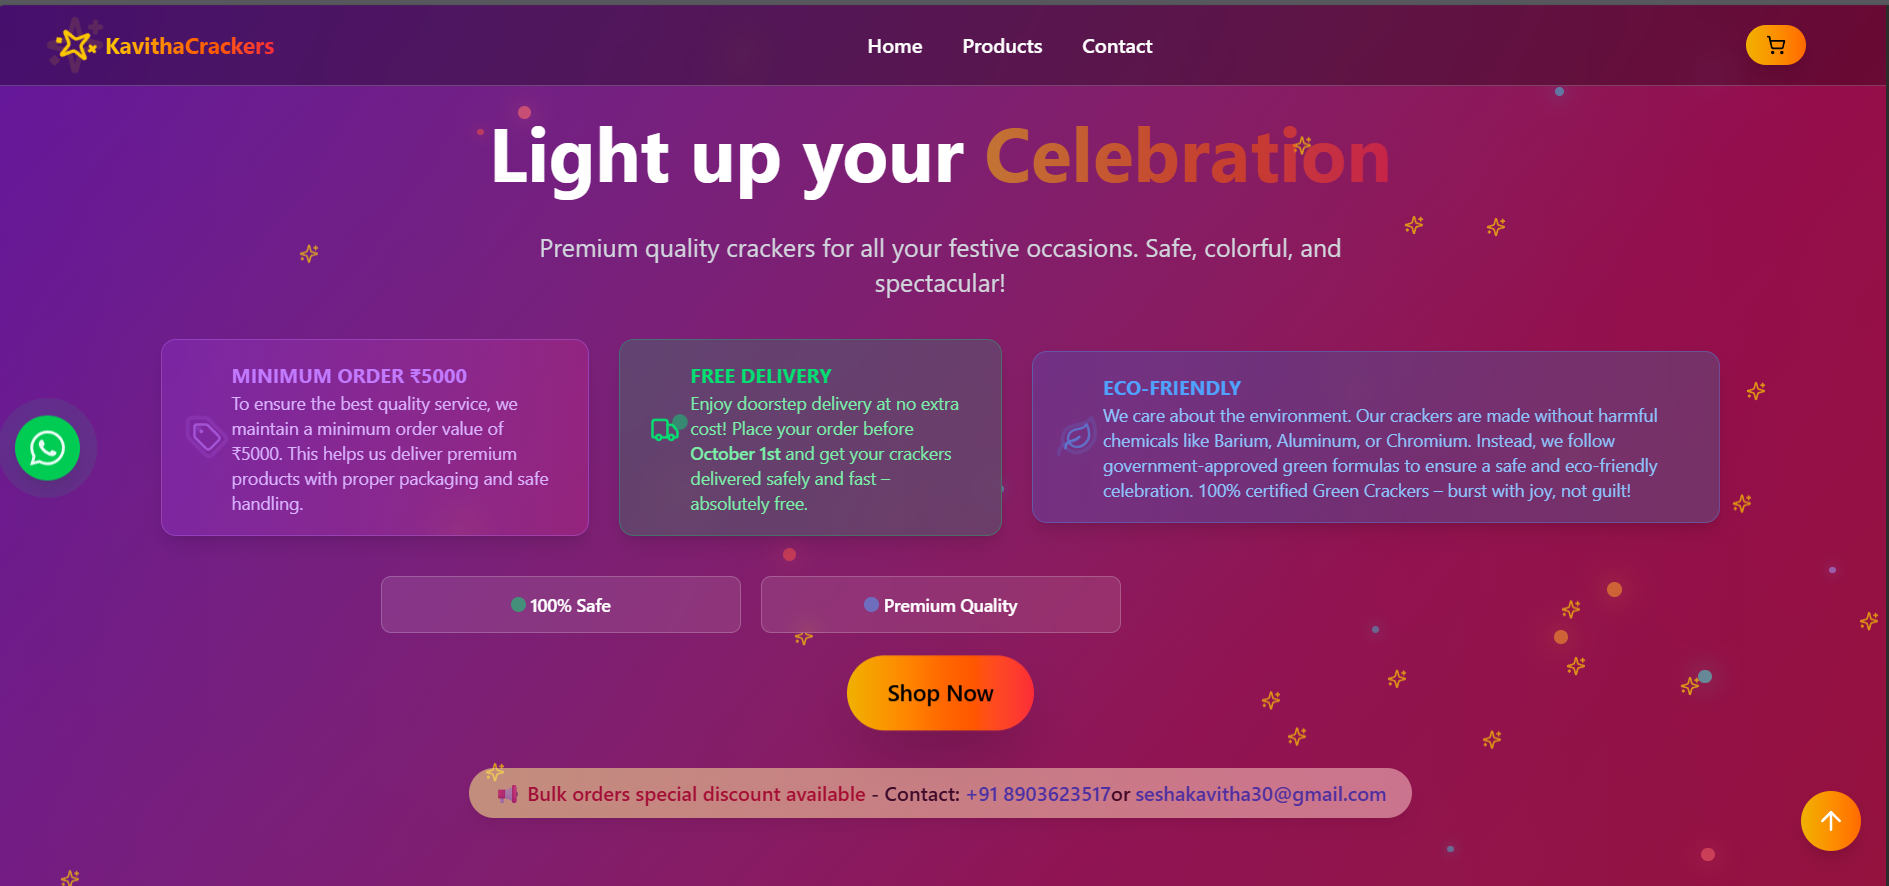 KavithaCrackers
Home
Products
Contact
Light up your Celebration
Premium quality crackers for all your festive occasions. Safe, colorful, and
spectacular!
MINIMUM ORDER ₹5000
To ensure the best quality service, we
maintain a minimum order value of
₹5000. This helps us deliver premium
products with proper packaging and safe
handling.
FREE DELIVERY
Enjoy doorstep delivery at no extra
cost! Place your order before
October 1st and get your crackers
delivered safely and fast –
absolutely free.
ECO-FRIENDLY
We care about the environment. Our crackers are made without harmful
chemicals like Barium, Aluminum, or Chromium. Instead, we follow
government-approved green formulas to ensure a safe and eco-friendly
celebration. 100% certified Green Crackers – burst with joy, not guilt!
100% Safe
Premium Quality
Shop Now
Bulk orders special discount available - Contact: +91 8903623517or seshakavitha30@gmail.com